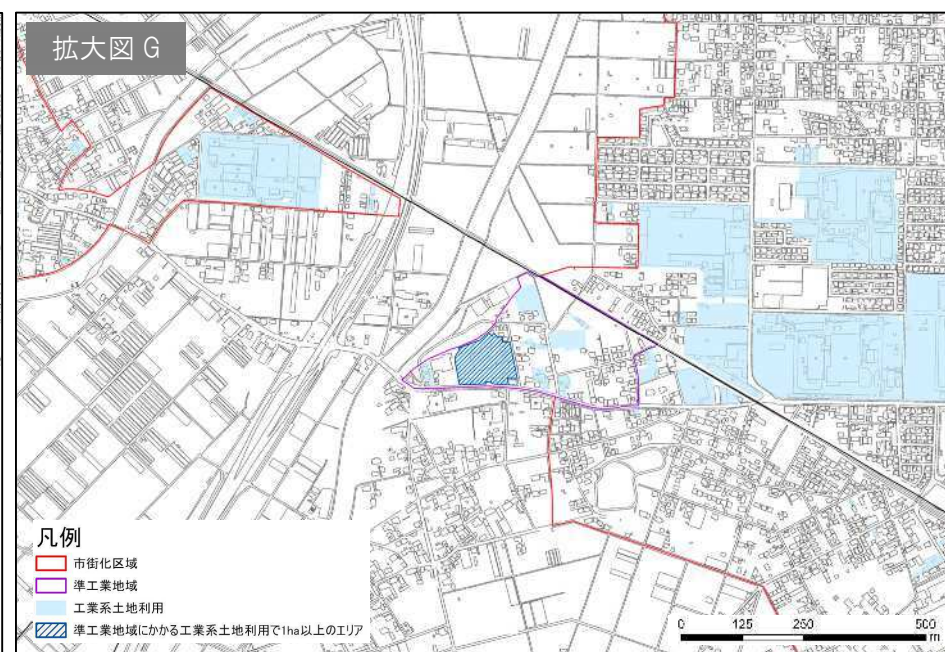 拡大図 G
凡例
市街化区域
準工業地域
工業系土地利用
準工業地域にかかる工業系土地利用で1ha以上のエリア
0 125 250 500
m